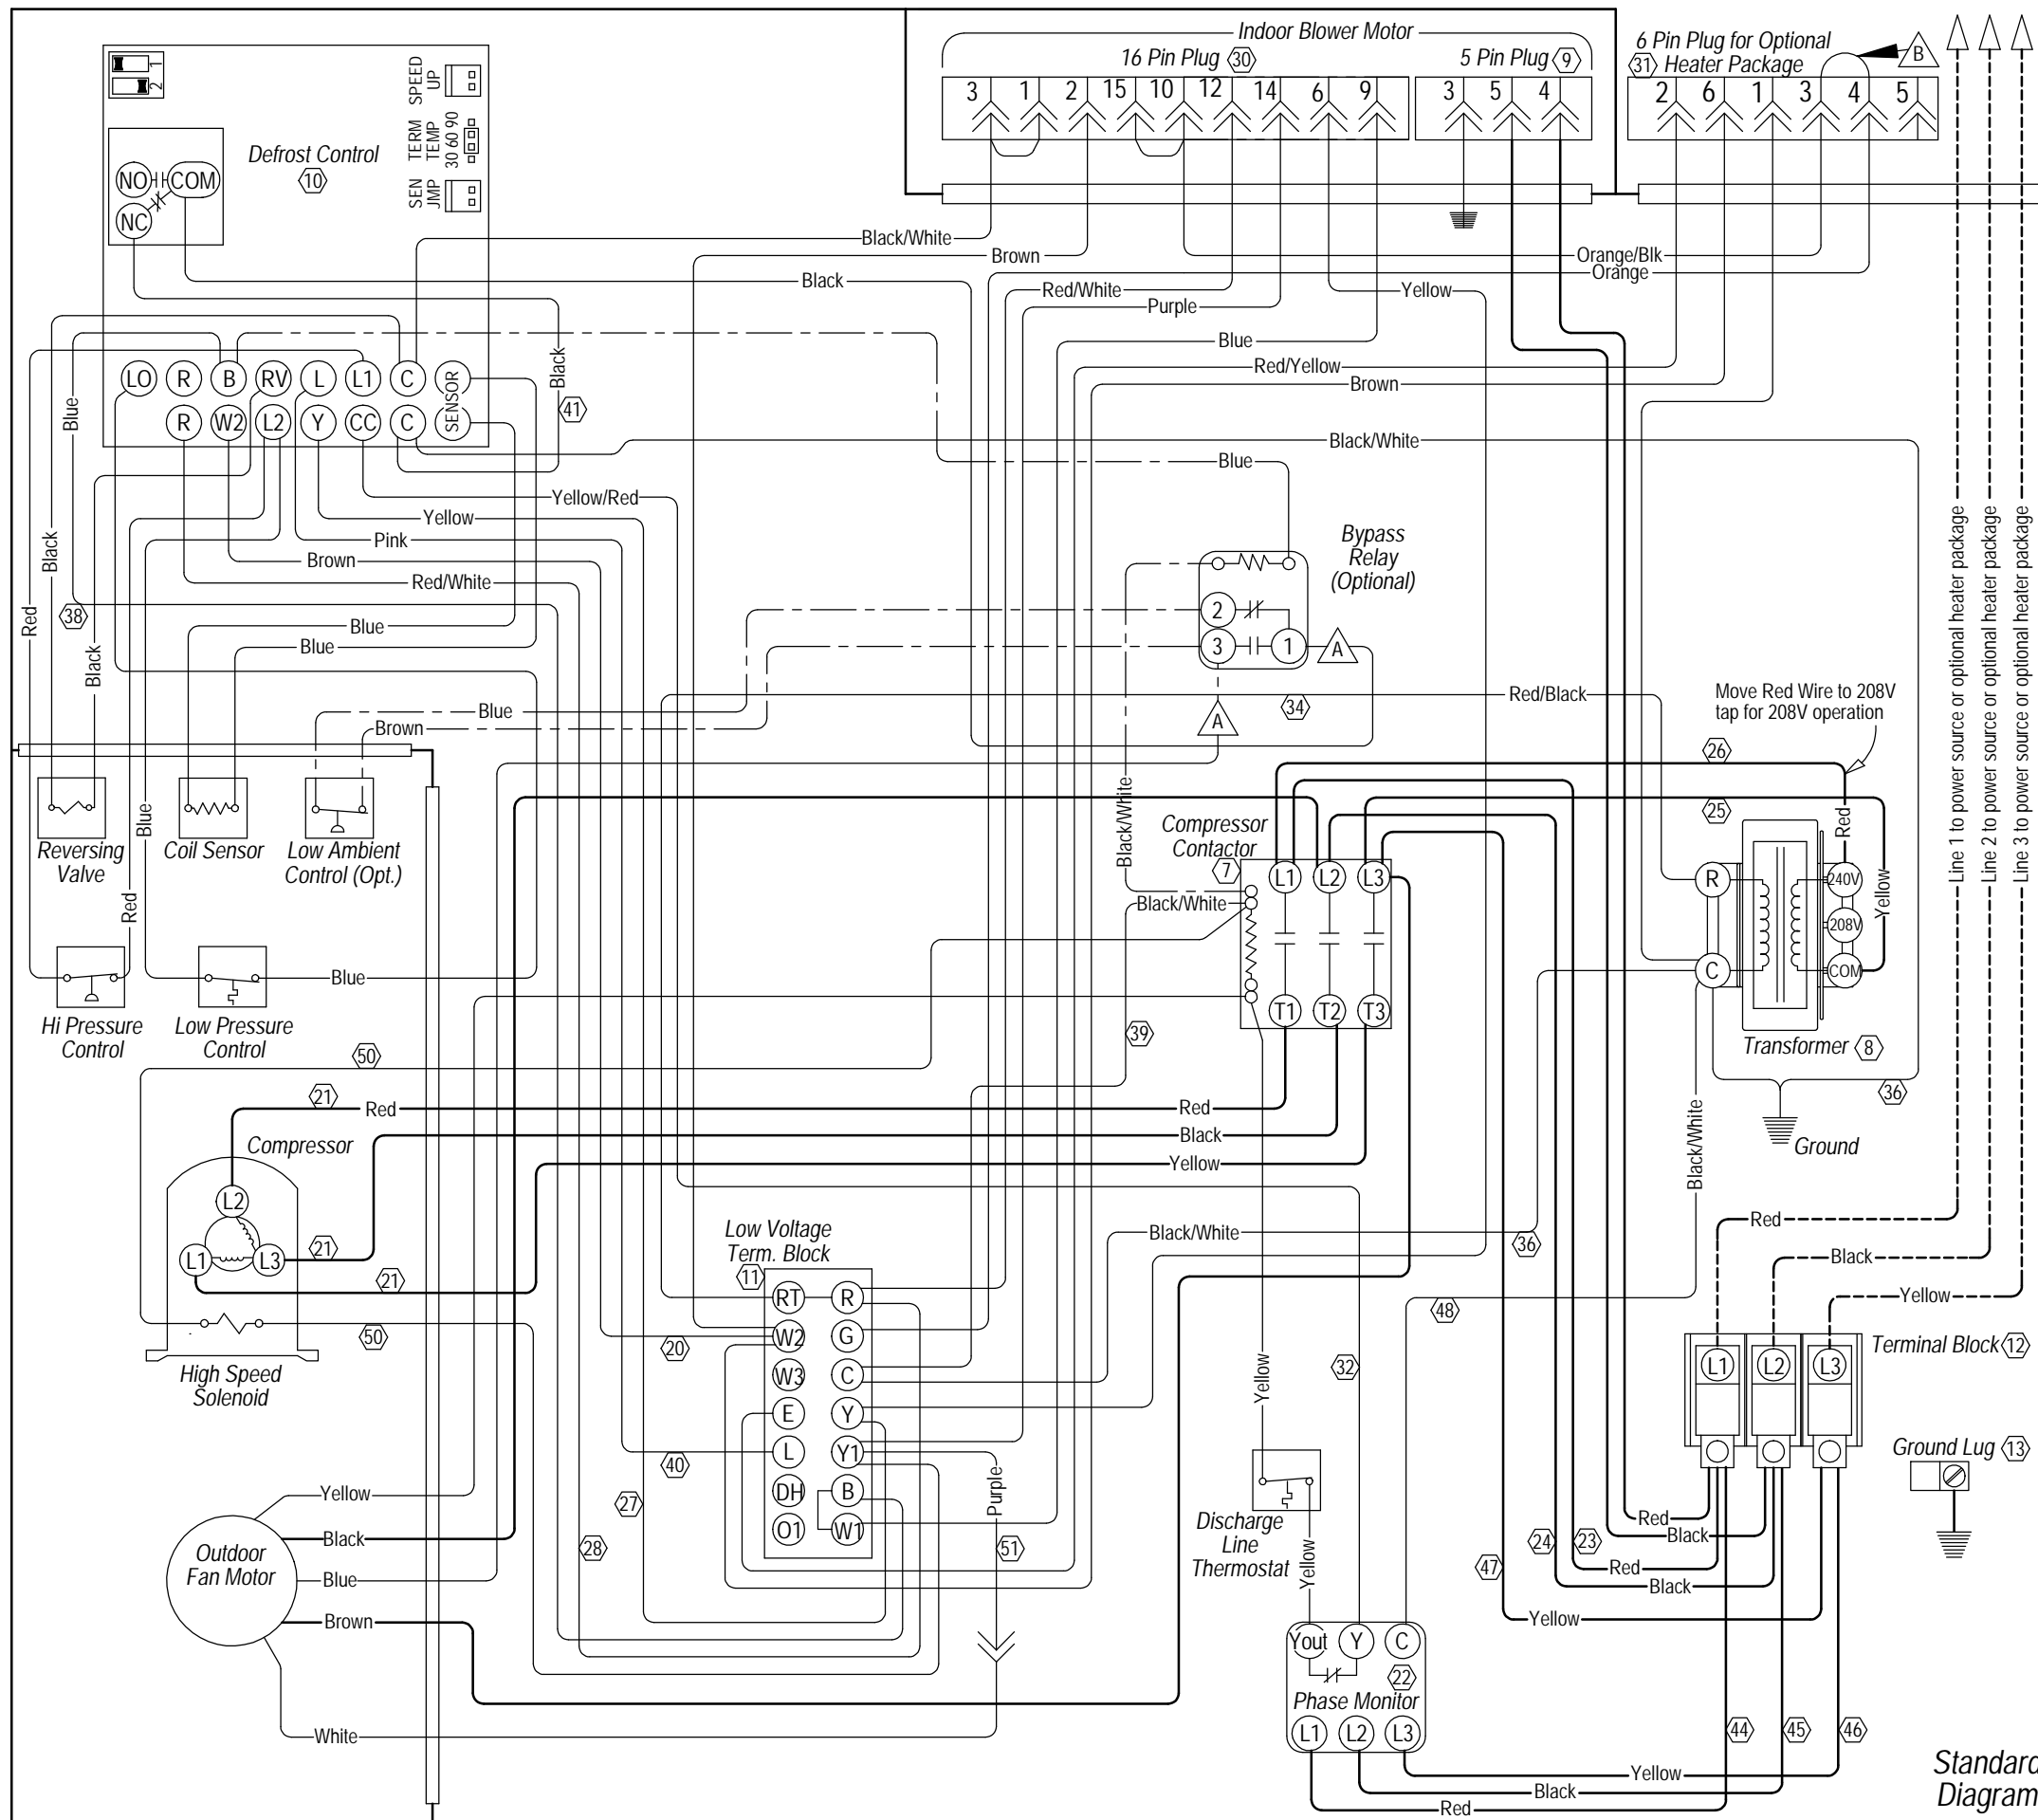 Indoor Blower Motor
16 Pin Plug 30
5 Pin Plug 9
6 Pin Plug for Optional
31 Heater Package
B
3 1 2 15 10 12 14 6 9
3 5 4
2 6 1 3 4 5
1
2
SPEED
UP
TERM
TEMP
30 60 90
SEN
JMP
Defrost Control
10
NO COM
NC
Black/White
Brown
Black
Orange/Blk
Orange
Red/White
Yellow
Purple
Blue
Red/Yellow
Brown
LO R B RV L L1 C SENSOR
R W2 L2 Y CC C SENSOR
Black
41
Blue
Black/White
Blue
Yellow/Red
Yellow
Pink
Brown
Red/White
Black
Red
38
Black
Blue
Blue
Bypass
Relay
(Optional)
2
3 1 A
A
Blue
Brown
Red/Black
34
Move Red Wire to 208V
tap for 208V operation
Line 1 to power source or optional heater package
Line 2 to power source or optional heater package
Line 3 to power source or optional heater package
26
25
Reversing
Valve
Coil Sensor
Low Ambient
Control (Opt.)
Blue
Red
Black/White
Compressor
Contactor
7
L1 L2 L3
Black/White
T1 T2 T3
R
C
Red
240V
208V
COM
Yellow
Transformer 8
Blue
Hi Pressure
Control
Low Pressure
Control
50
39
36
Ground
Black/White
21
Red
Red
Black
Yellow
Compressor
L2
L1 L3
21
21
50
High Speed
Solenoid
Low Voltage
Term. Block
11
RT R
W2 G
W3 C
E Y
L Y1
DH B
O1 W1
20
40
27
28
Black/White
36
48
32
Yellow
Purple
51
Red
Black
Yellow
Terminal Block 12
L1 L2 L3
Ground Lug 13
Discharge
Line
Thermostat
Yellow
Red
Black
24
23
47
Red
Black
Yellow
Yellow
Black
Blue
Brown
White
Outdoor
Fan Motor
Yout Y C
22
Phase Monitor
L1 L2 L3
44
45
46
Yellow
Black
Red
Standard
Diagram